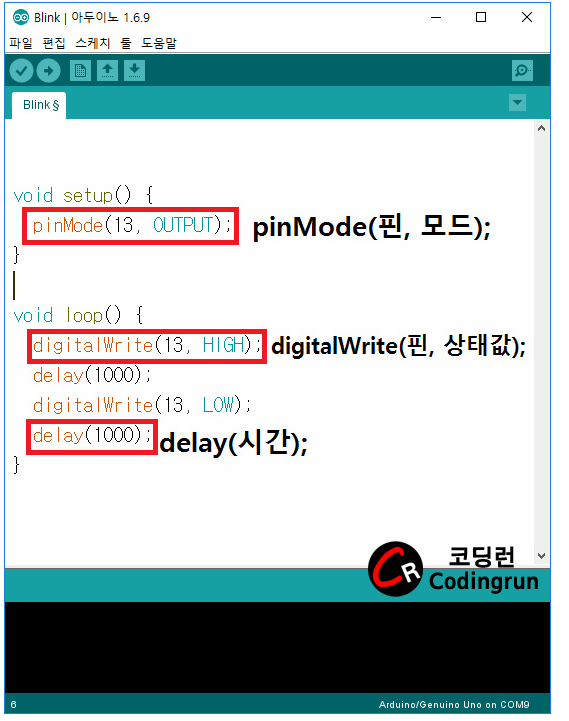 Blink | 아두이노 1.6.9
파일 편집 스케치 툴 도움말
Blink §
void setup() {
pinMode(13, OUTPUT); pinMode(핀, 모드);
}
void loop() {
digitalWrite(13, HIGH); digitalWrite(핀, 상태값);
delay(1000);
digitalWrite(13, LOW);
delay(1000); delay(시간);
}
CR 코딩런
Codingrun
6 Arduino/Genuino Uno on COM9